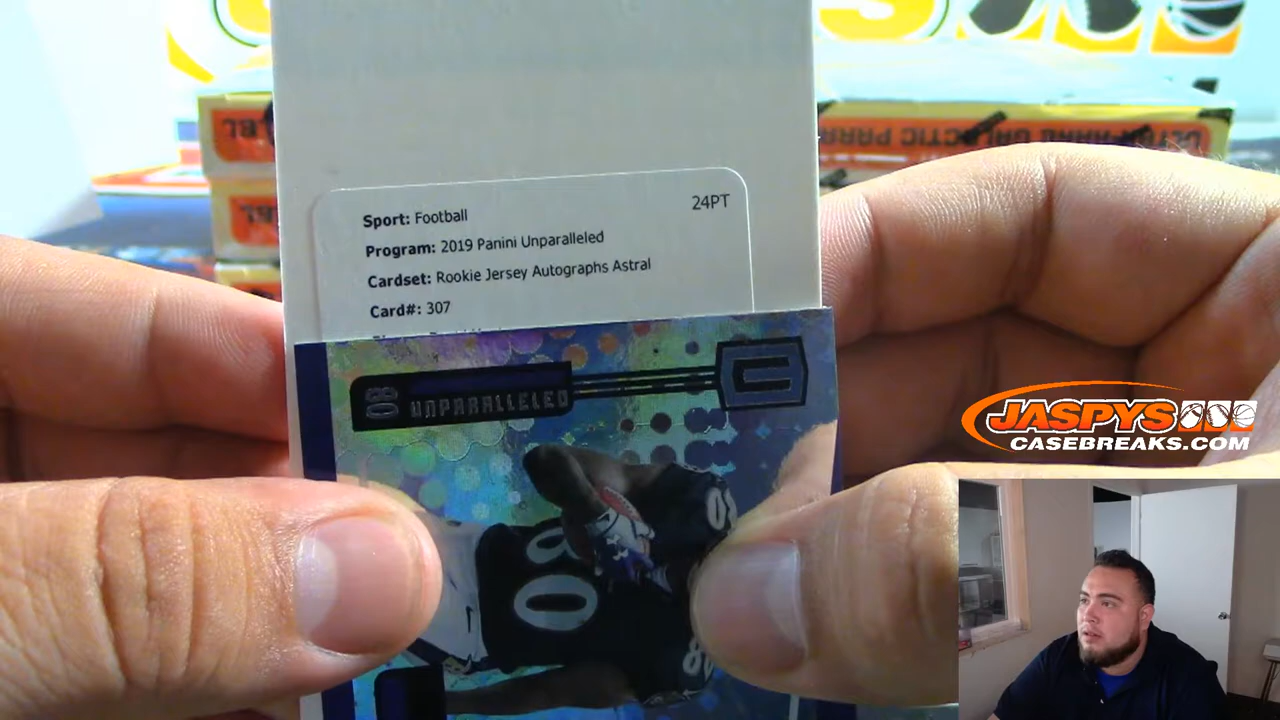 Sport: Football
24PT
Program: 2019 Panini Unparalleled
Cardset: Rookie Jersey Autographs Astral
Card#: 307
UNPARALLELED
80
80
80
JASPYS
CASEBREAKS.COM